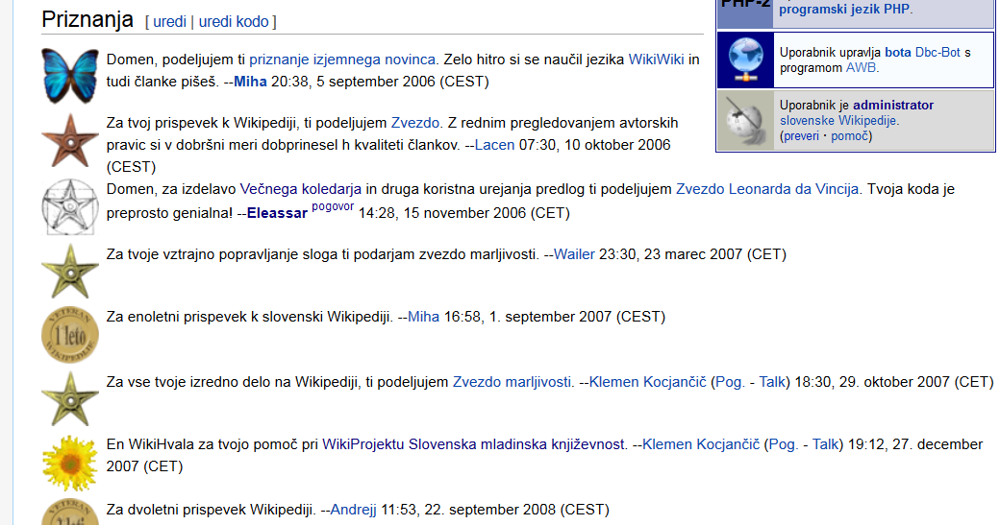 Priznanja [ uredi | uredi kodo ]
Domen, podeljujem ti priznanje izjemnega novinca. Zelo hitro si se naučil jezika WikiWiki in
tudi članke pišeš. --Miha 20:38, 5 september 2006 (CEST)
Za tvoj prispevek k Wikipediji, ti podeljujem Zvezdo. Z rednim pregledovanjem avtorskih
pravic si v dobršni meri dobprinesel h kvaliteti člankov. --Lacen 07:30, 10 oktober 2006
(CEST)
Domen, za izdelavo Večnega koledarja in druga koristna urejanja predlog ti podeljujem Zvezdo Leonarda da Vincija. Tvoja koda je
preprosto genialna! --Eleassar pogovor 14:28, 15 november 2006 (CET)
Za tvoje vztrajno popravljanje sloga ti podarjam zvezdo marljivosti. --Wailer 23:30, 23 marec 2007 (CET)
VETERAN
1 leto
WIKIPEDIJE
Za enoletni prispevek k slovenski Wikipediji. --Miha 16:58, 1. september 2007 (CEST)
Za vse tvoje izredno delo na Wikipediji, ti podeljujem Zvezdo marljivosti. --Klemen Kocjančič (Pog. - Talk) 18:30, 29. oktober 2007 (CET)
En WikiHvala za tvojo pomoč pri WikiProjektu Slovenska mladinska književnost. --Klemen Kocjančič (Pog. - Talk) 19:12, 27. december
2007 (CET)
VETERAN
Za dvoletni prispevek Wikipediji. --Andrejj 11:53, 22. september 2008 (CEST)
PHP-2
programski jezik PHP.
Uporabnik upravlja bota Dbc-Bot s
programom AWB.
Uporabnik je administrator
slovenske Wikipedije.
(preveri · pomoč)